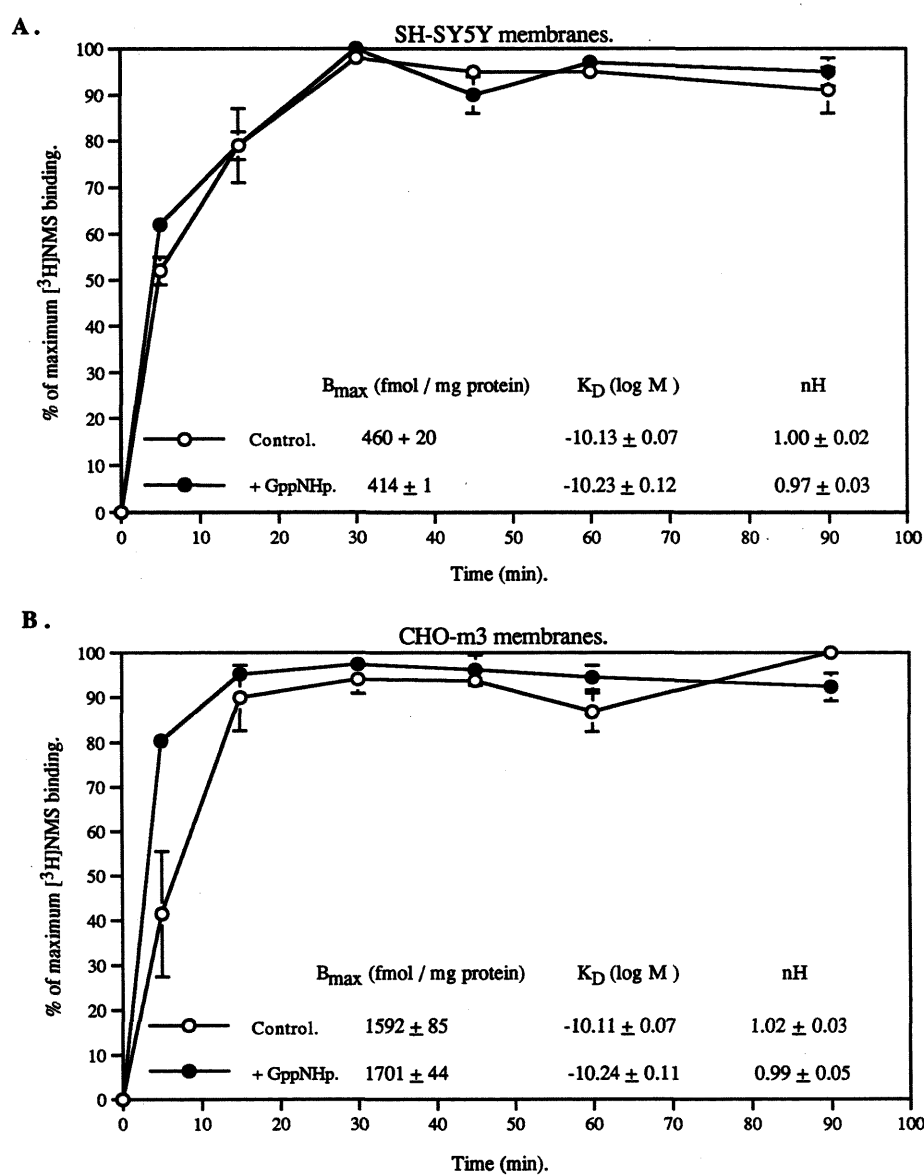 A.
SH-SY5Y membranes.
100
90
80
70
60
50
40
30
20
10
0
% of maximum [³H]NMS binding.
Bmax (fmol / mg protein) KD (log M ) nH
Control. 460 + 20 -10.13 ± 0.07 1.00 ± 0.02
+ GppNHp. 414 ± 1 -10.23 ± 0.12 0.97 ± 0.03
0 10 20 30 40 50 60 70 80 90 100
Time (min).
B.
CHO-m3 membranes.
100
90
80
70
60
50
40
30
20
10
0
% of maximum [³H]NMS binding.
Bmax (fmol / mg protein) KD (log M ) nH
Control. 1592 ± 85 -10.11 ± 0.07 1.02 ± 0.03
+ GppNHp. 1701 ± 44 -10.24 ± 0.11 0.99 ± 0.05
0 10 20 30 40 50 60 70 80 90 100
Time (min).